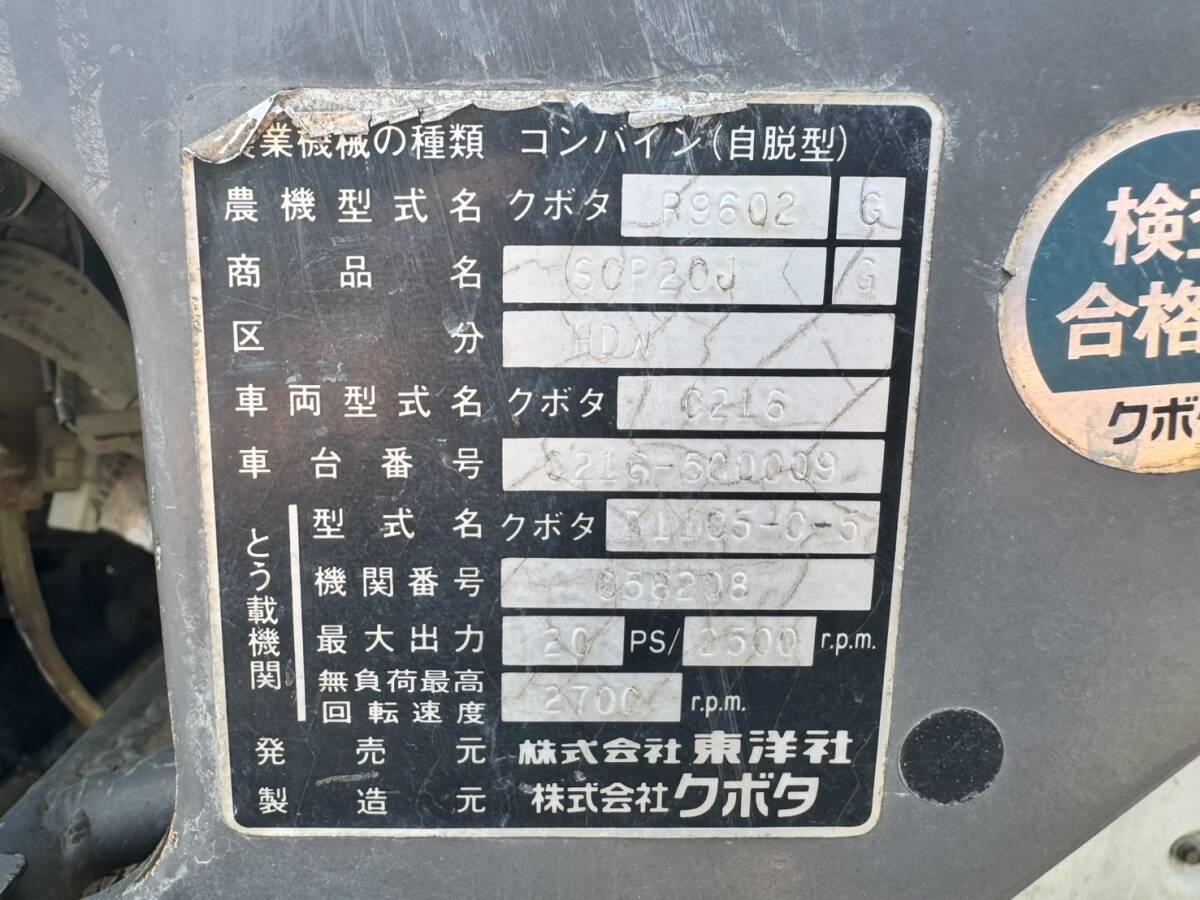 業機械の種類 コンバイン(自脱型)
農機型式名 クボタ R9602 G
商品名 SCP20J G
区分 HDW
車両型式名 クボタ C216
車台番号 C216-500009
とう載機関
型式名 クボタ D1105-C-5
機関番号 058208
最大出力 20 PS/ 2500 r.p.m.
無負荷最高回転速度 2700 r.p.m.
発売元 株式会社 東洋社
製造元 株式会社クボタ
検
合格
クボ